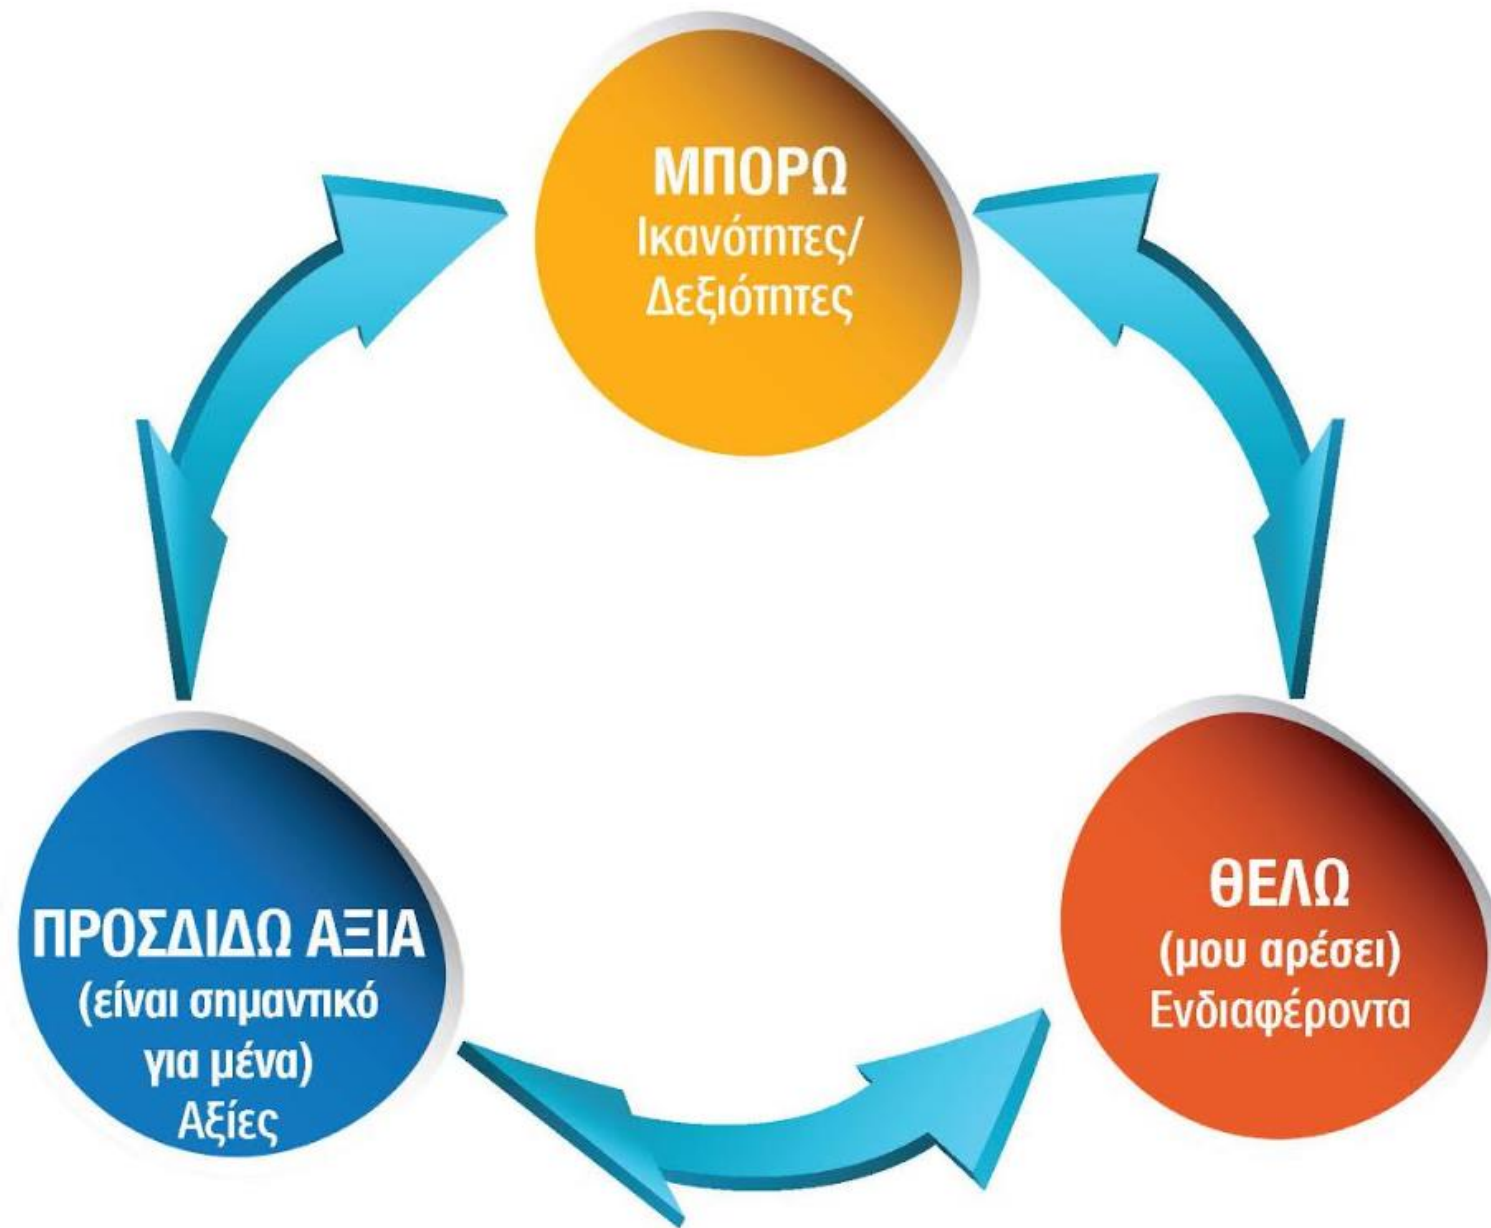 ΜΠΟΡΩ
Ικανότητες/
Δεξιότητες
ΠΡΟΣΔΙΔΩ ΑΞΙΑ
(είναι σημαντικό
για μένα)
Αξίες
ΘΕΛΩ
(μου αρέσει)
Ενδιαφέροντα